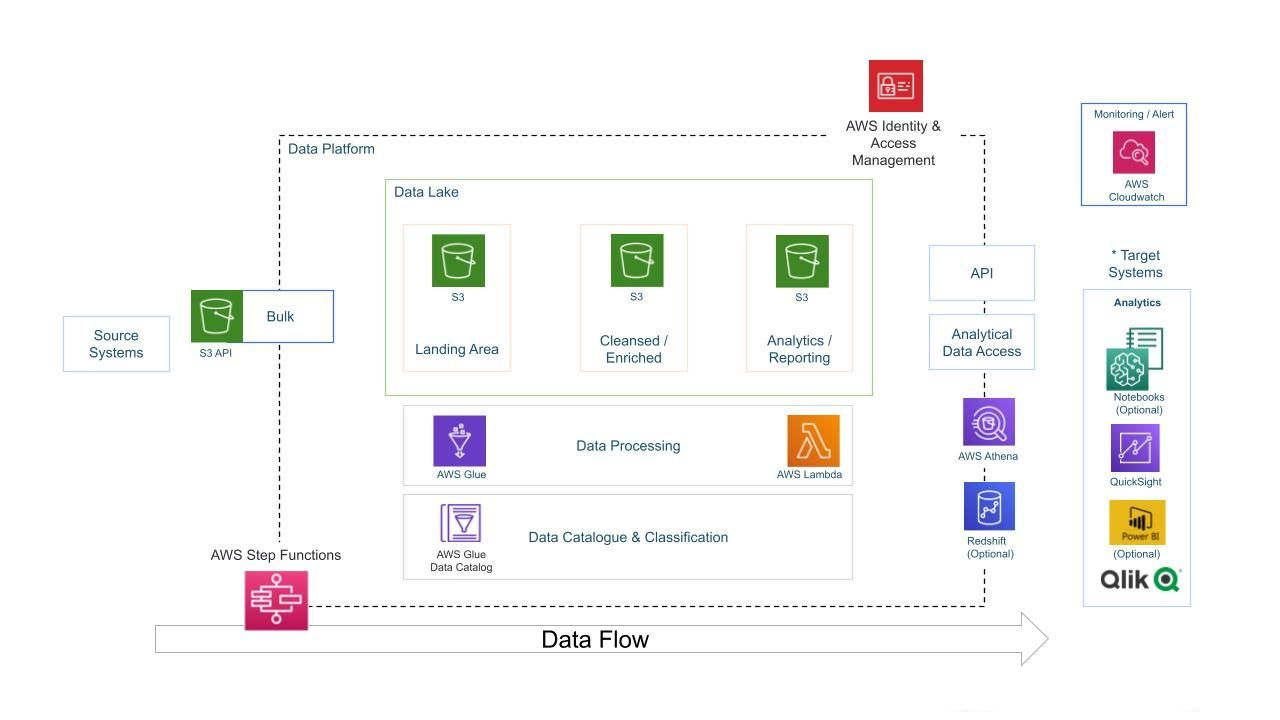 AWS Identity &
Access
Management
Monitoring / Alert
AWS
Cloudwatch
Data Platform
Data Lake
S3
Landing Area
S3
Cleansed /
Enriched
S3
Analytics /
Reporting
Source
Systems
S3 API
Bulk
API
Analytical
Data Access
AWS Athena
Redshift
(Optional)
* Target
Systems
Analytics
Notebooks
(Optional)
QuickSight
Power BI
(Optional)
Qlik
AWS Glue
Data Processing
AWS Lambda
AWS Glue
Data Catalog
Data Catalogue & Classification
AWS Step Functions
Data Flow